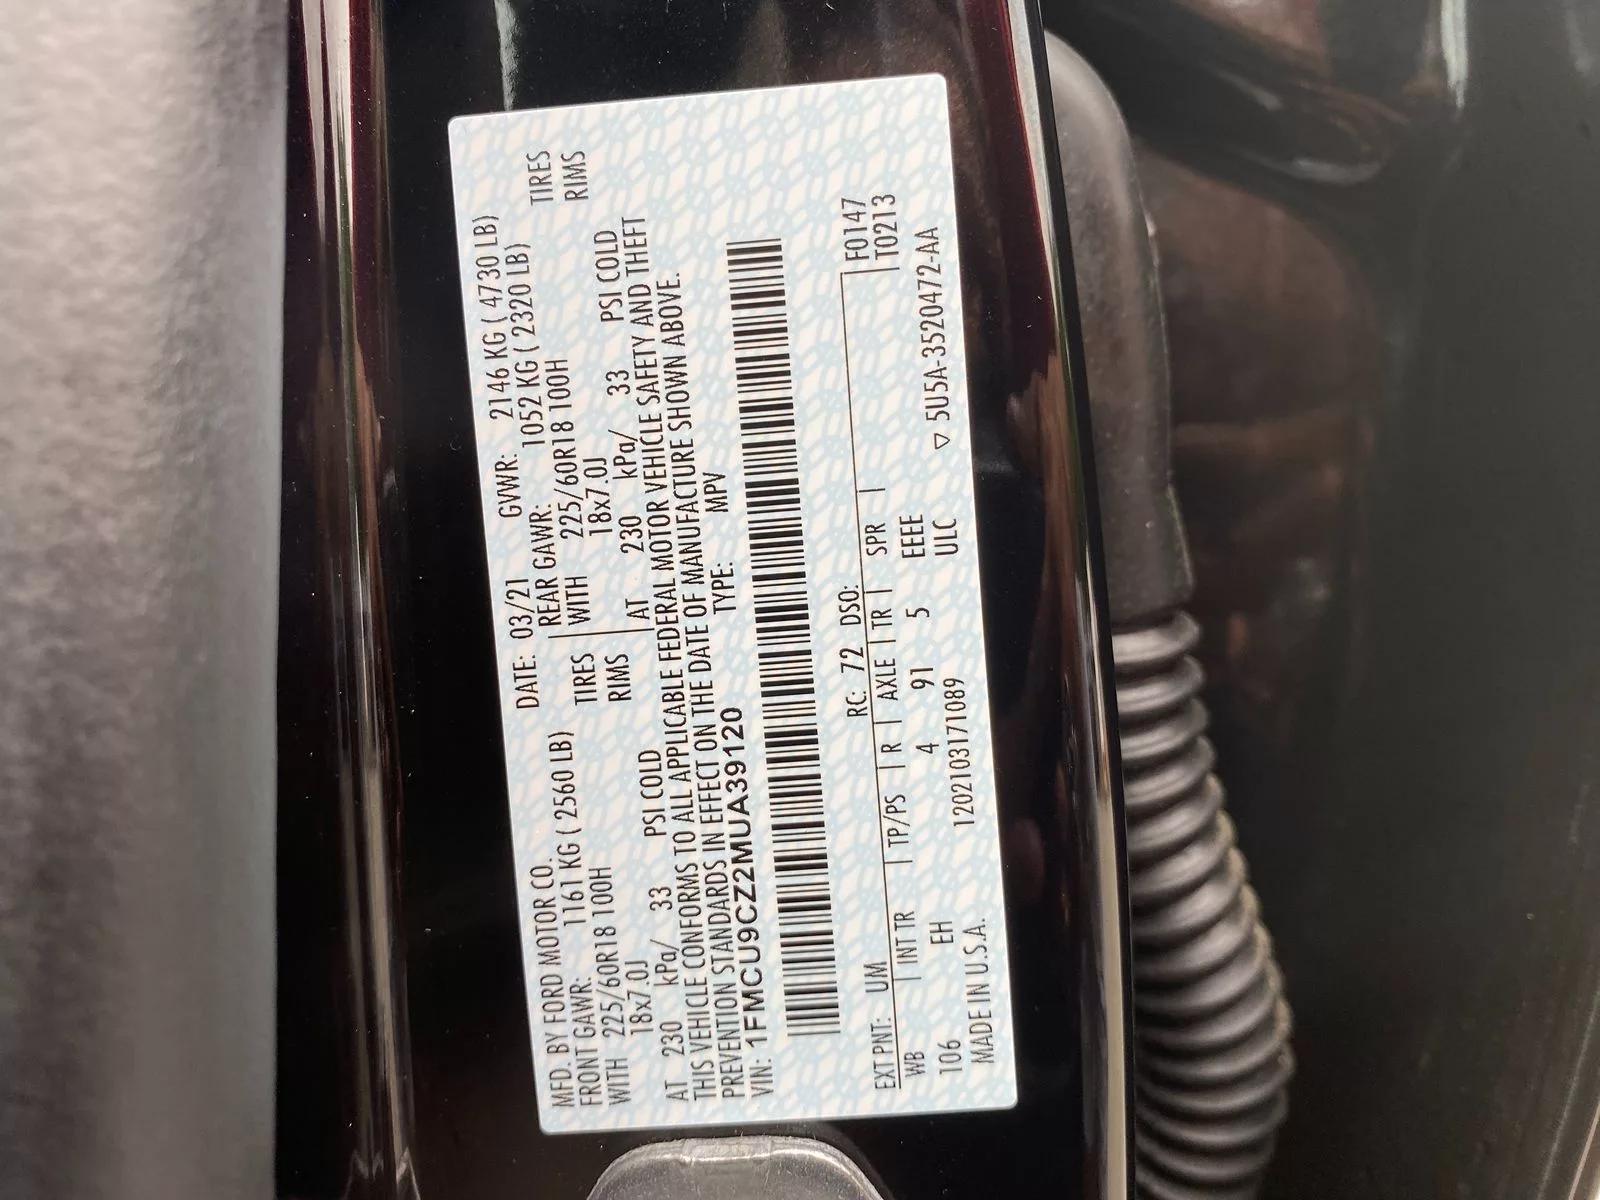 MFD. BY FORD MOTOR CO. DATE: 03/21 GVWR: 2146 KG ( 4730 LB)
FRONT GAWR: 1161 KG ( 2560 LB) REAR GAWR: 1052 KG ( 2320 LB)
WITH 225/60R18 100H TIRES WITH 225/60R18 100H TIRES
18x7.0J RIMS 18x7.0J RIMS
AT 230 kPa/ 33 PSI COLD AT 230 kPa/ 33 PSI COLD
THIS VEHICLE CONFORMS TO ALL APPLICABLE FEDERAL MOTOR VEHICLE SAFETY AND THEFT
PREVENTION STANDARDS IN EFFECT ON THE DATE OF MANUFACTURE SHOWN ABOVE.
VIN: 1FMCU9CZ2MUA39120 TYPE: MPV
EXT PNT: UM RC: 72 DSO: F0147
WB | INT TR | TP/PS | R | AXLE | TR | SPR | T0213
106 EH 4 91 5 EEEE
MADE IN U.S.A. 1202103171089 ULC ▽ 5U5A-3520472-AA